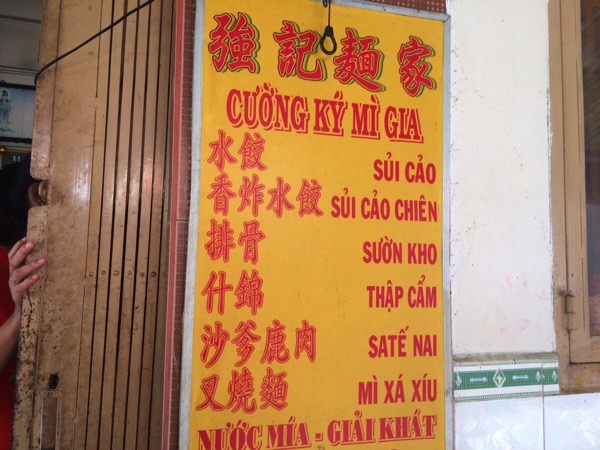 強記麵家
CƯỜNG KÝ MÌ GIA
水餃 SỦI CẢO
香炸水餃 SỦI CẢO CHIÊN
排骨 SƯỜN KHO
什錦 THẬP CẨM
沙爹鹿肉 SATẾ NAI
叉燒麵 MÌ XÁ XÍU
NƯỚC MÍA - GIẢI KHÁT